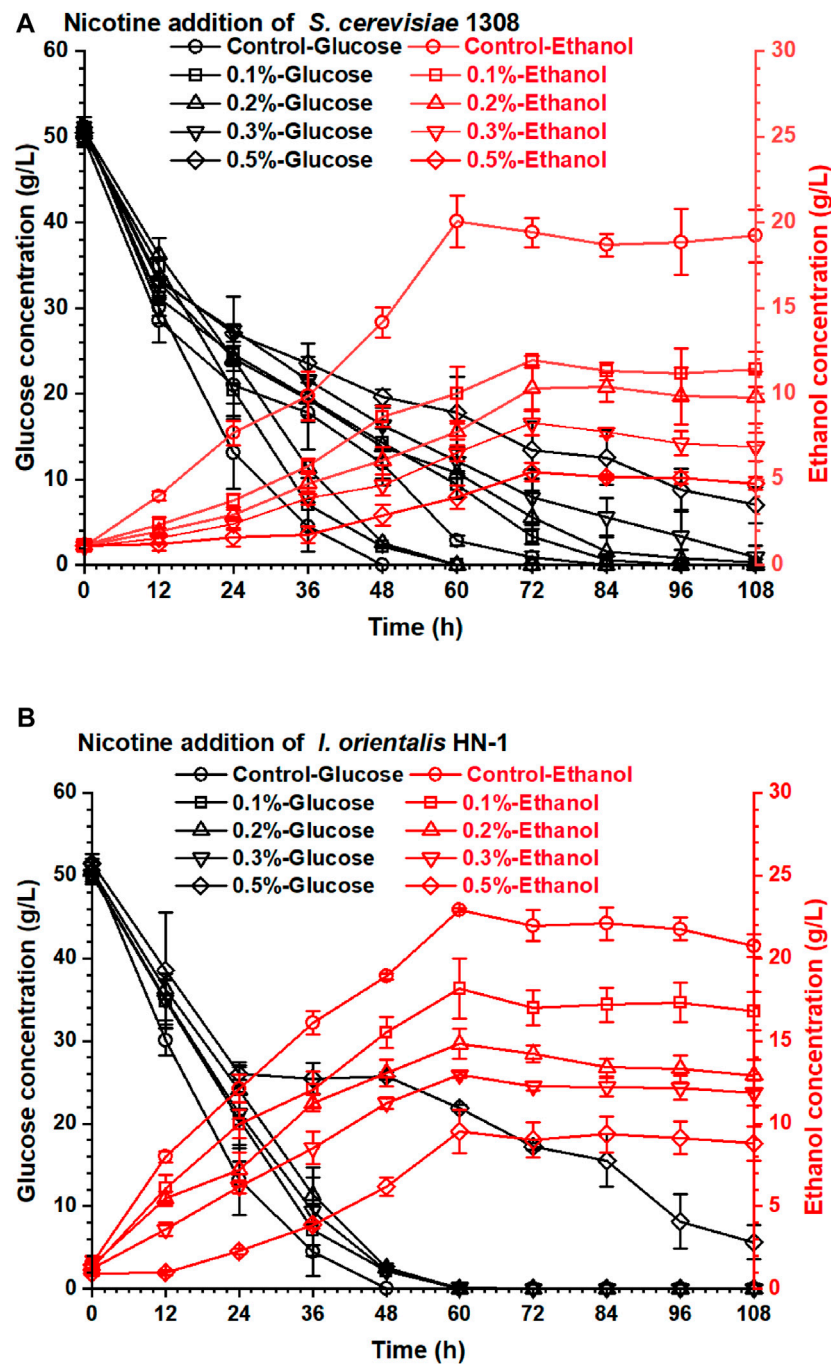 A
Nicotine addition of S. cerevisiae 1308
Control-Glucose Control-Ethanol
0.1%-Glucose 0.1%-Ethanol
0.2%-Glucose 0.2%-Ethanol
0.3%-Glucose 0.3%-Ethanol
0.5%-Glucose 0.5%-Ethanol
Glucose concentration (g/L)
60
50
40
30
20
10
0
Ethanol concentration (g/L)
30
25
20
15
10
5
0
0 12 24 36 48 60 72 84 96 108
Time (h)
B
Nicotine addition of I. orientalis HN-1
Control-Glucose Control-Ethanol
0.1%-Glucose 0.1%-Ethanol
0.2%-Glucose 0.2%-Ethanol
0.3%-Glucose 0.3%-Ethanol
0.5%-Glucose 0.5%-Ethanol
Glucose concentration (g/L)
60
50
40
30
20
10
0
Ethanol concentration (g/L)
30
25
20
15
10
5
0
0 12 24 36 48 60 72 84 96 108
Time (h)